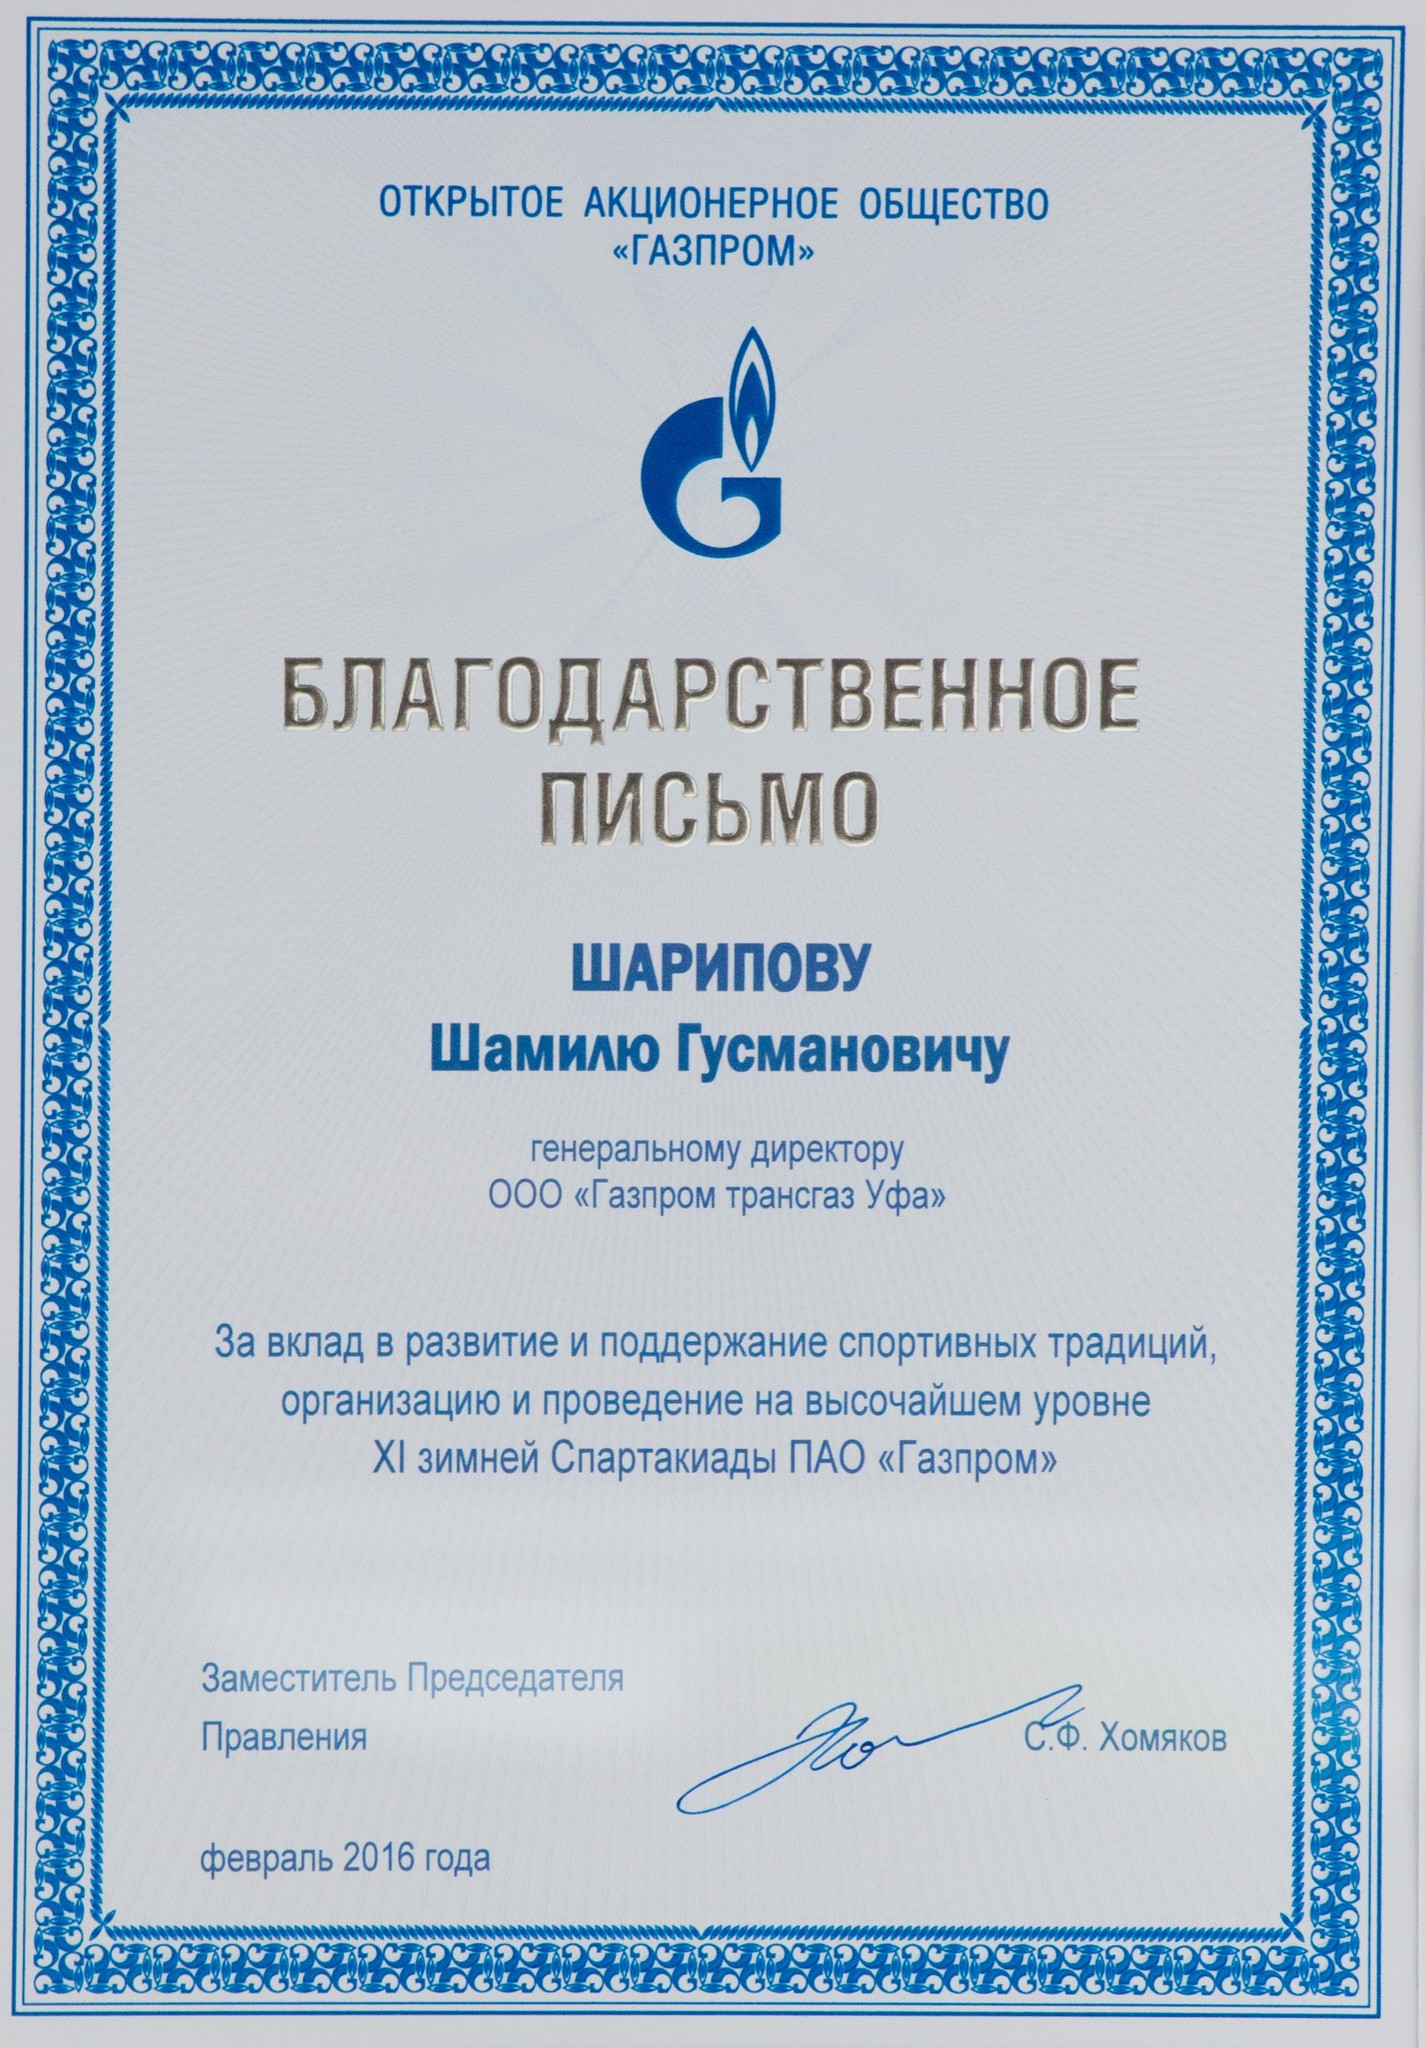 ОТКРЫТОЕ АКЦИОНЕРНОЕ ОБЩЕСТВО
«ГАЗПРОМ»
БЛАГОДАРСТВЕННОЕ
ПИСЬМО
ШАРИПОВУ
Шамилю Гусмановичу
генеральному директору
ООО «Газпром трансгаз Уфа»
За вклад в развитие и поддержание спортивных традиций,
организацию и проведение на высочайшем уровне
XI зимней Спартакиады ПАО «Газпром»
Заместитель Председателя
Правления
С.Ф. Хомяков
февраль 2016 года